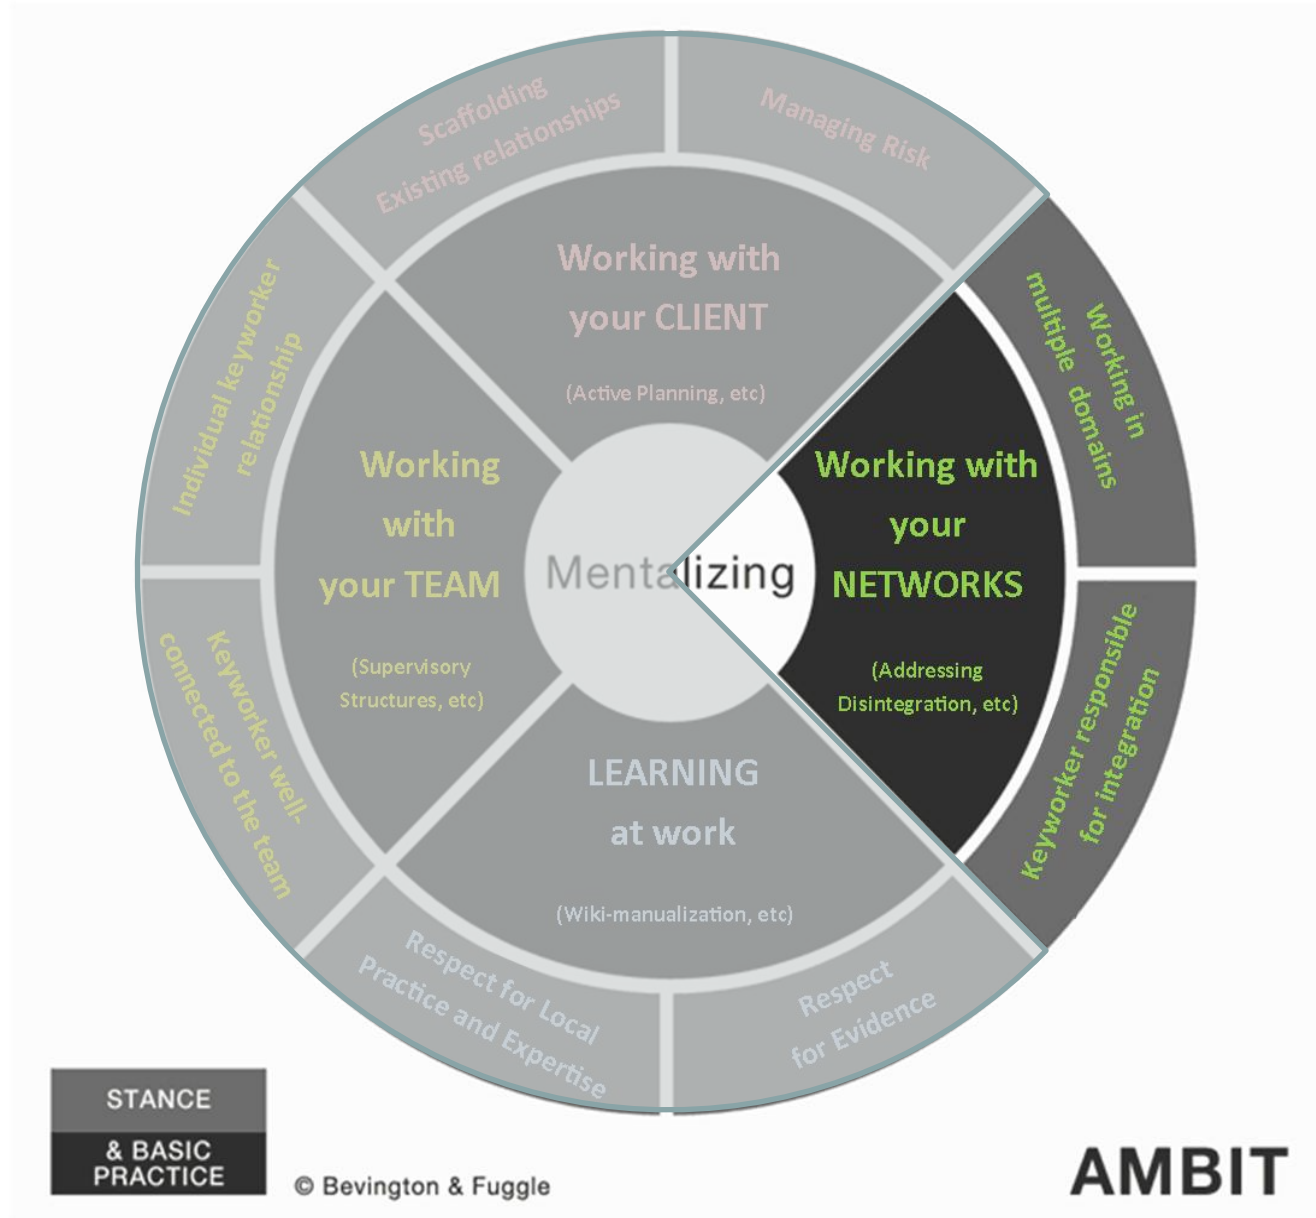 Scaffolding
Existing relationships
Managing Risk
Working with
your CLIENT
(Active Planning, etc)
Individual keyworker
relationship
Working in
multiple domains
Working
with
your TEAM
(Supervisory
Structures, etc)
Mentalizing
Working with
your
NETWORKS
(Addressing
Disintegration, etc)
Keyworker well-
connected to the team
Keyworker responsible
for integration
LEARNING
at work
(Wiki-manualization, etc)
Respect for Local
Practice and Expertise
Respect
for Evidence
STANCE
& BASIC
PRACTICE
© Bevington & Fuggle
AMBIT